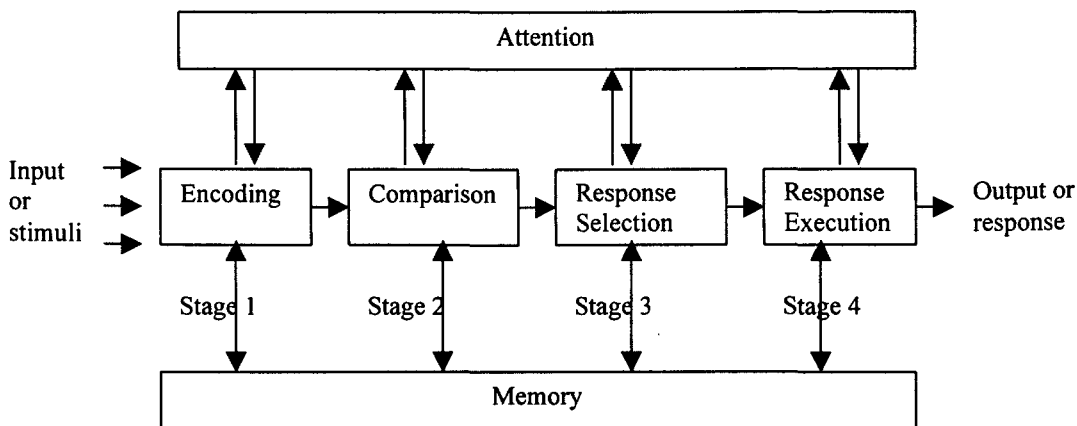 Attention
Input
or
stimuli
Encoding
Comparison
Response
Selection
Response
Execution
Output or
response
Stage 1
Stage 2
Stage 3
Stage 4
Memory